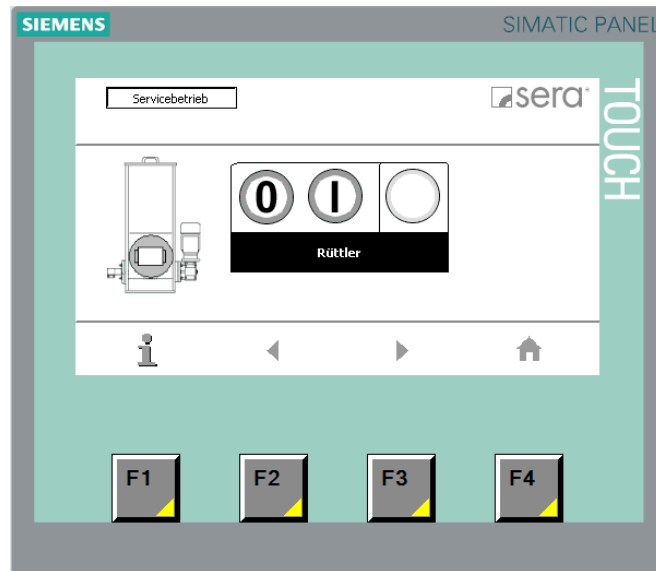 SIEMENS
SIMATIC PANEL
TOUCH
Servicebetrieb
sera
0 I
Rüttler
i
F1 F2 F3 F4